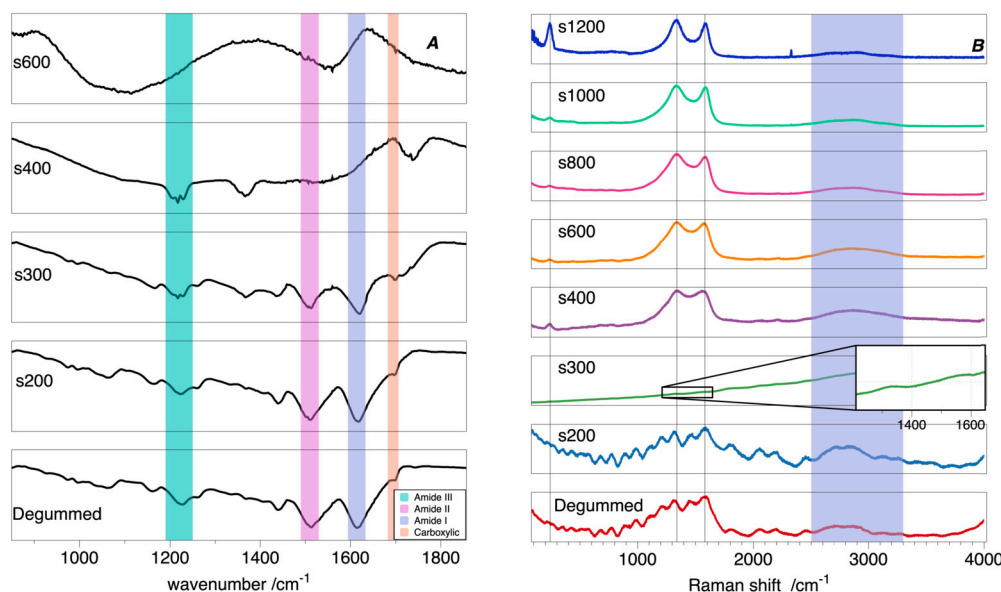 A
s600
s400
s300
s200
Degummed
Amide III
Amide II
Amide I
Carboxylic
1000
1200
1400
1600
1800
wavenumber /cm-1
B
s1200
s1000
s800
s600
s400
s300
1400
1600
s200
Degummed
1000
2000
3000
4000
Raman shift /cm-1